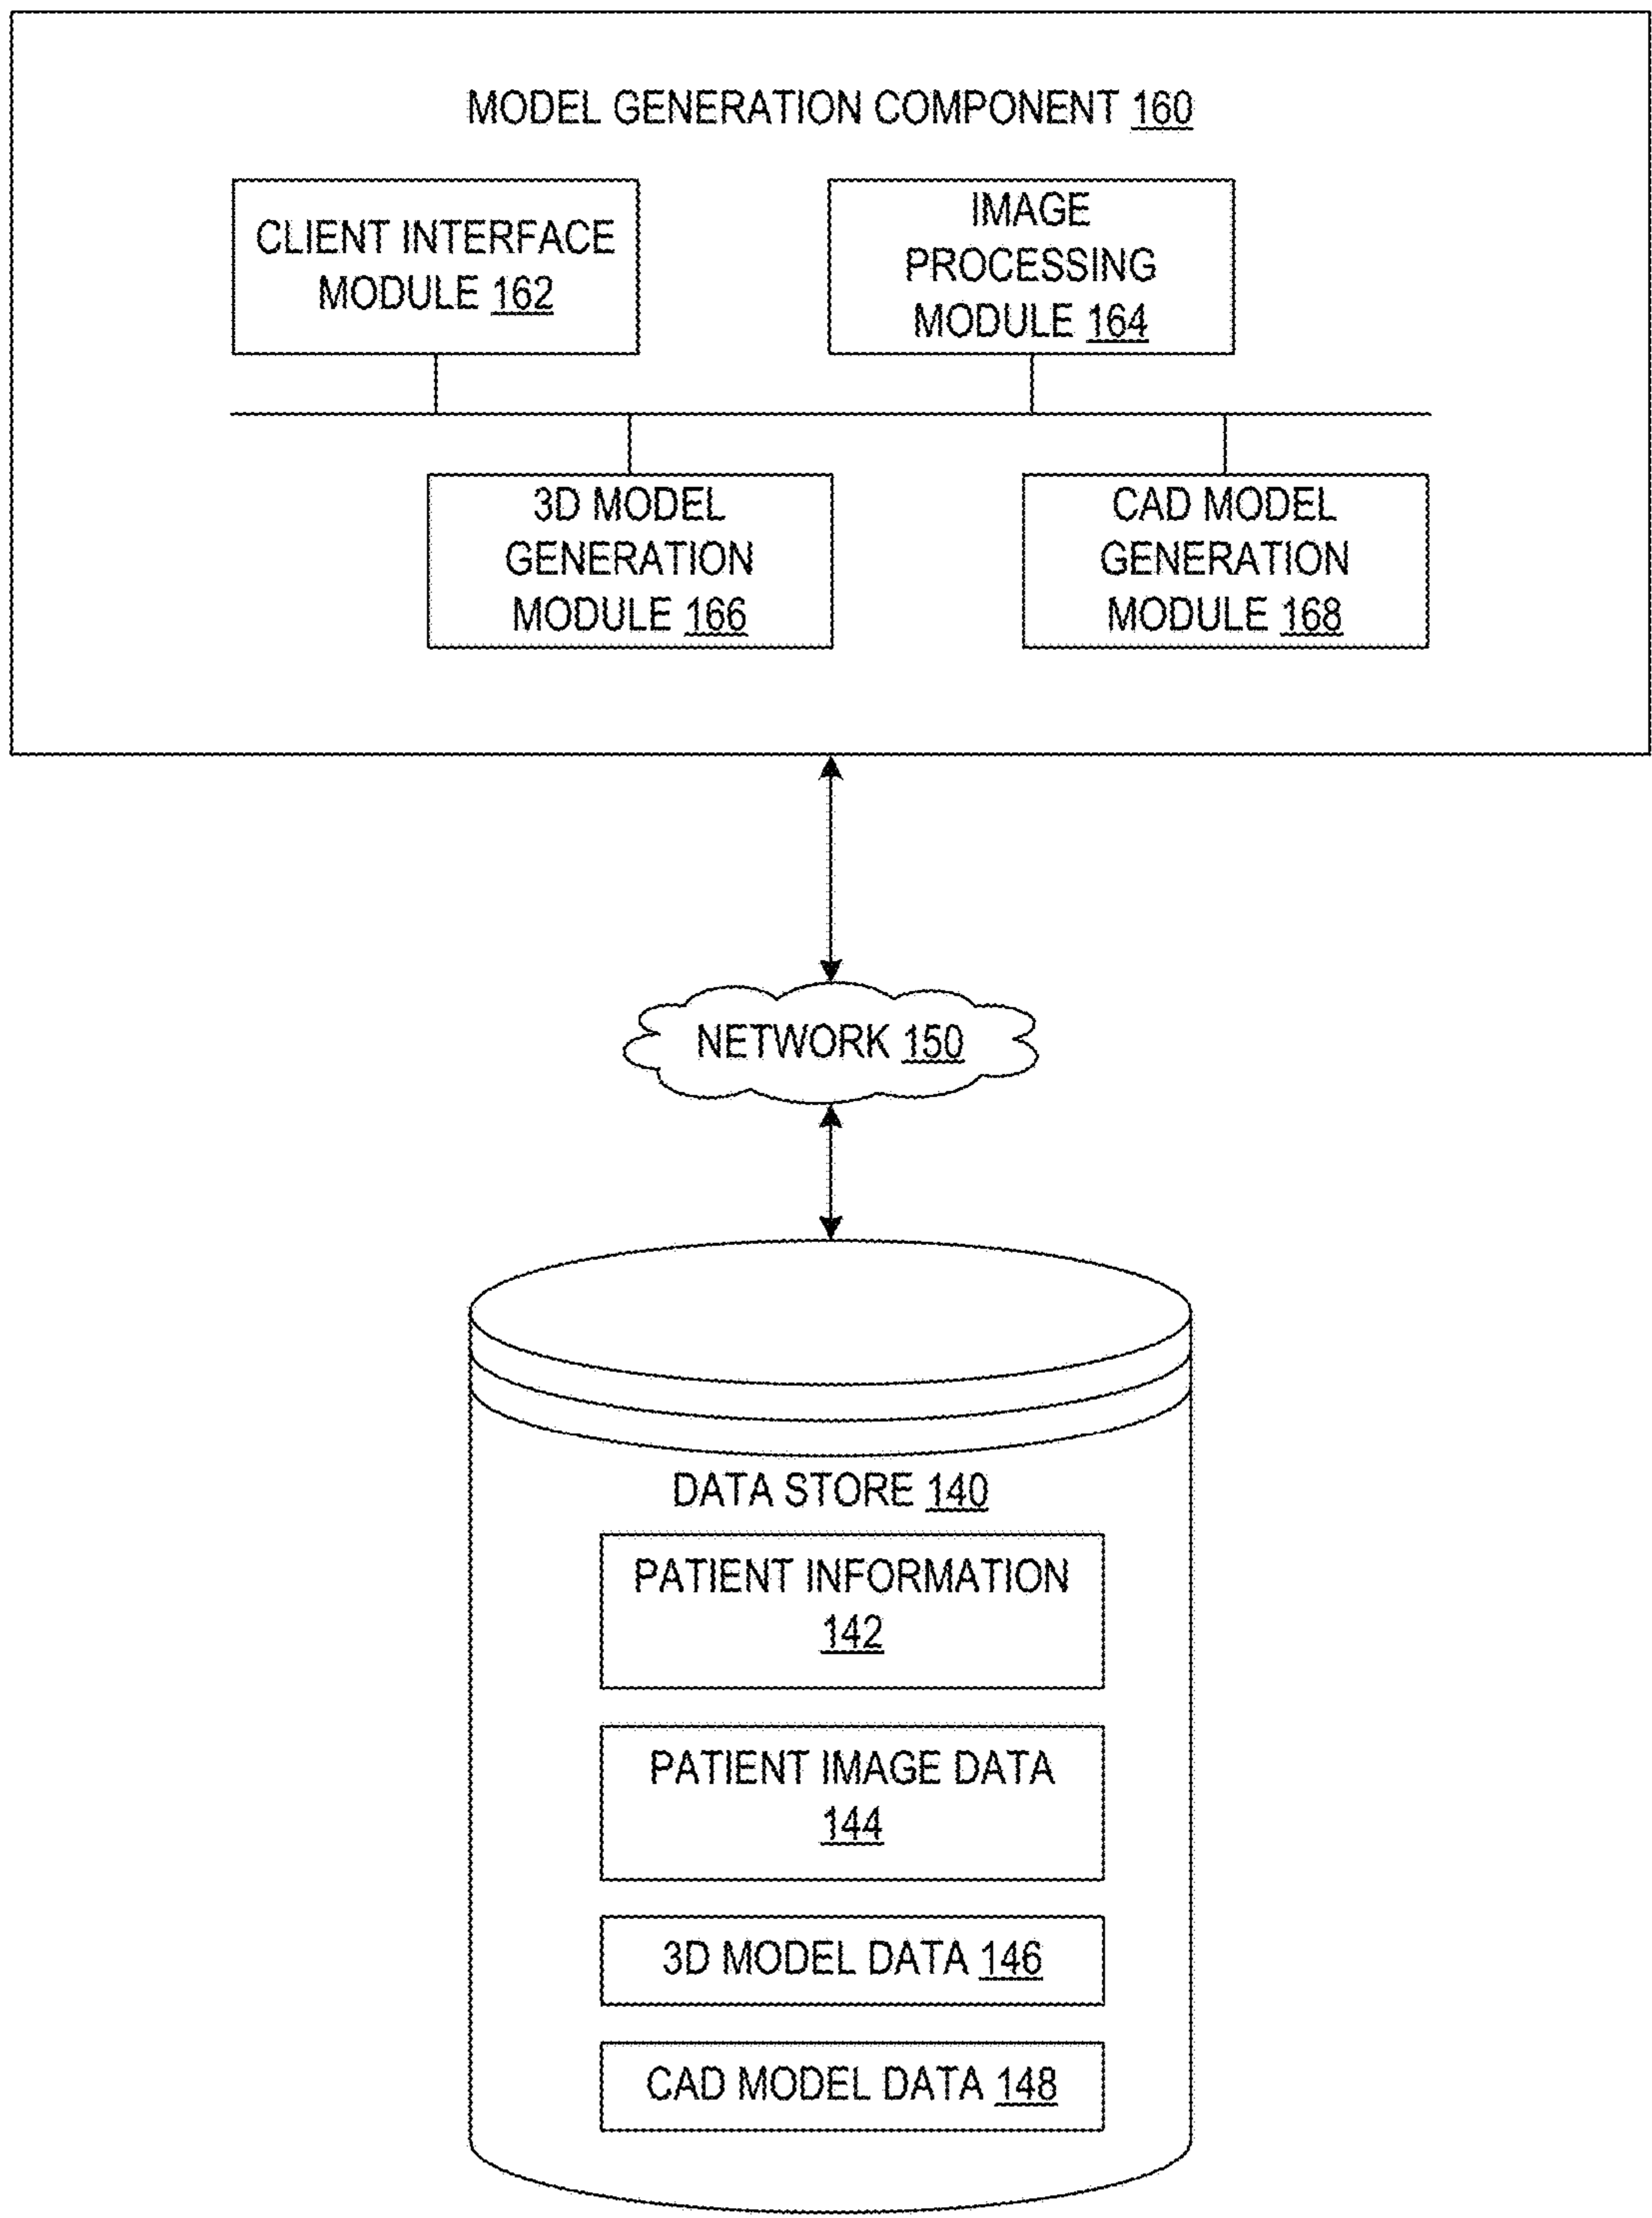 MODEL GENERATION COMPONENT 160
CLIENT INTERFACE
MODULE 162
IMAGE
PROCESSING
MODULE 164
3D MODEL
GENERATION
MODULE 166
CAD MODEL
GENERATION
MODULE 168
NETWORK 150
DATA STORE 140
PATIENT INFORMATION
142
PATIENT IMAGE DATA
144
3D MODEL DATA 146
CAD MODEL DATA 148